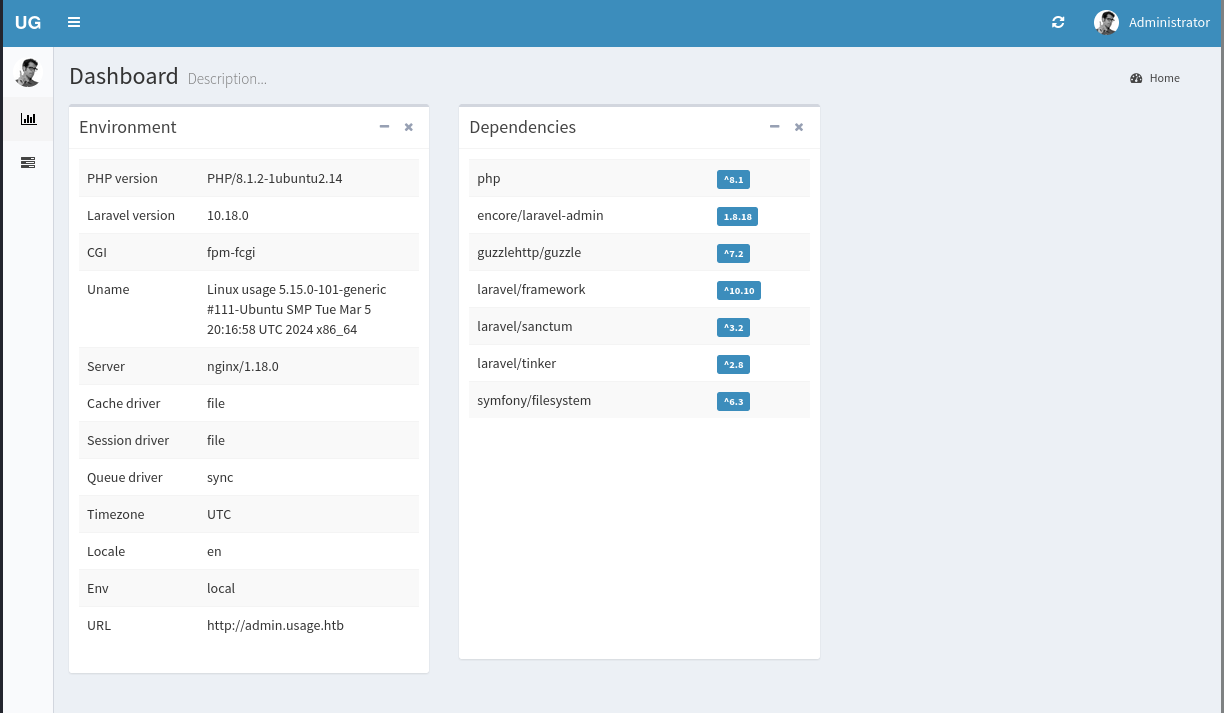 UG
Administrator
Dashboard Description...
Home
Environment
PHP version PHP/8.1.2-1ubuntu2.14
Laravel version 10.18.0
CGI fpm-fcgi
Uname Linux usage 5.15.0-101-generic
#111-Ubuntu SMP Tue Mar 5
20:16:58 UTC 2024 x86_64
Server nginx/1.18.0
Cache driver file
Session driver file
Queue driver sync
Timezone UTC
Locale en
Env local
URL http://admin.usage.htb
Dependencies
php ^8.1
encore/laravel-admin 1.8.18
guzzlehttp/guzzle ^7.2
laravel/framework ^10.10
laravel/sanctum ^3.2
laravel/tinker ^2.8
symfony/filesystem ^6.3